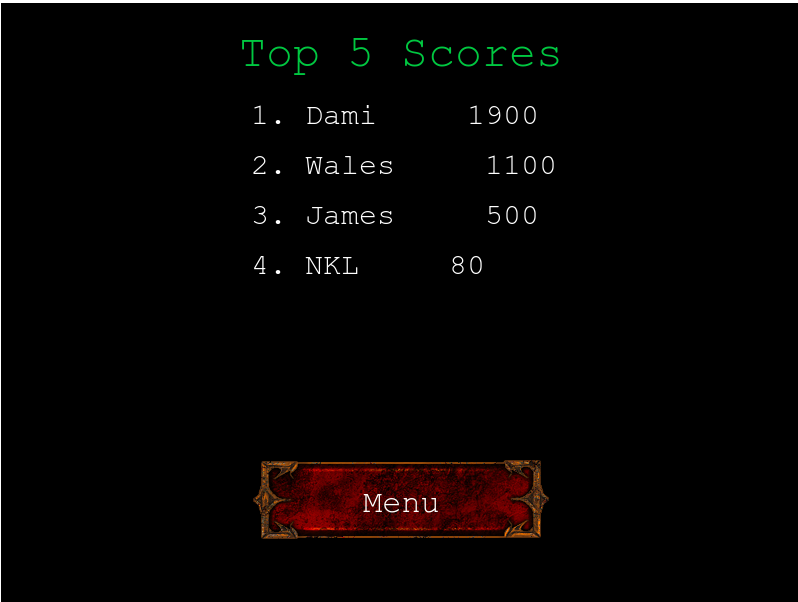 Top 5 Scores
1. Dami 1900
2. Wales 1100
3. James 500
4. NKL 80
Menu